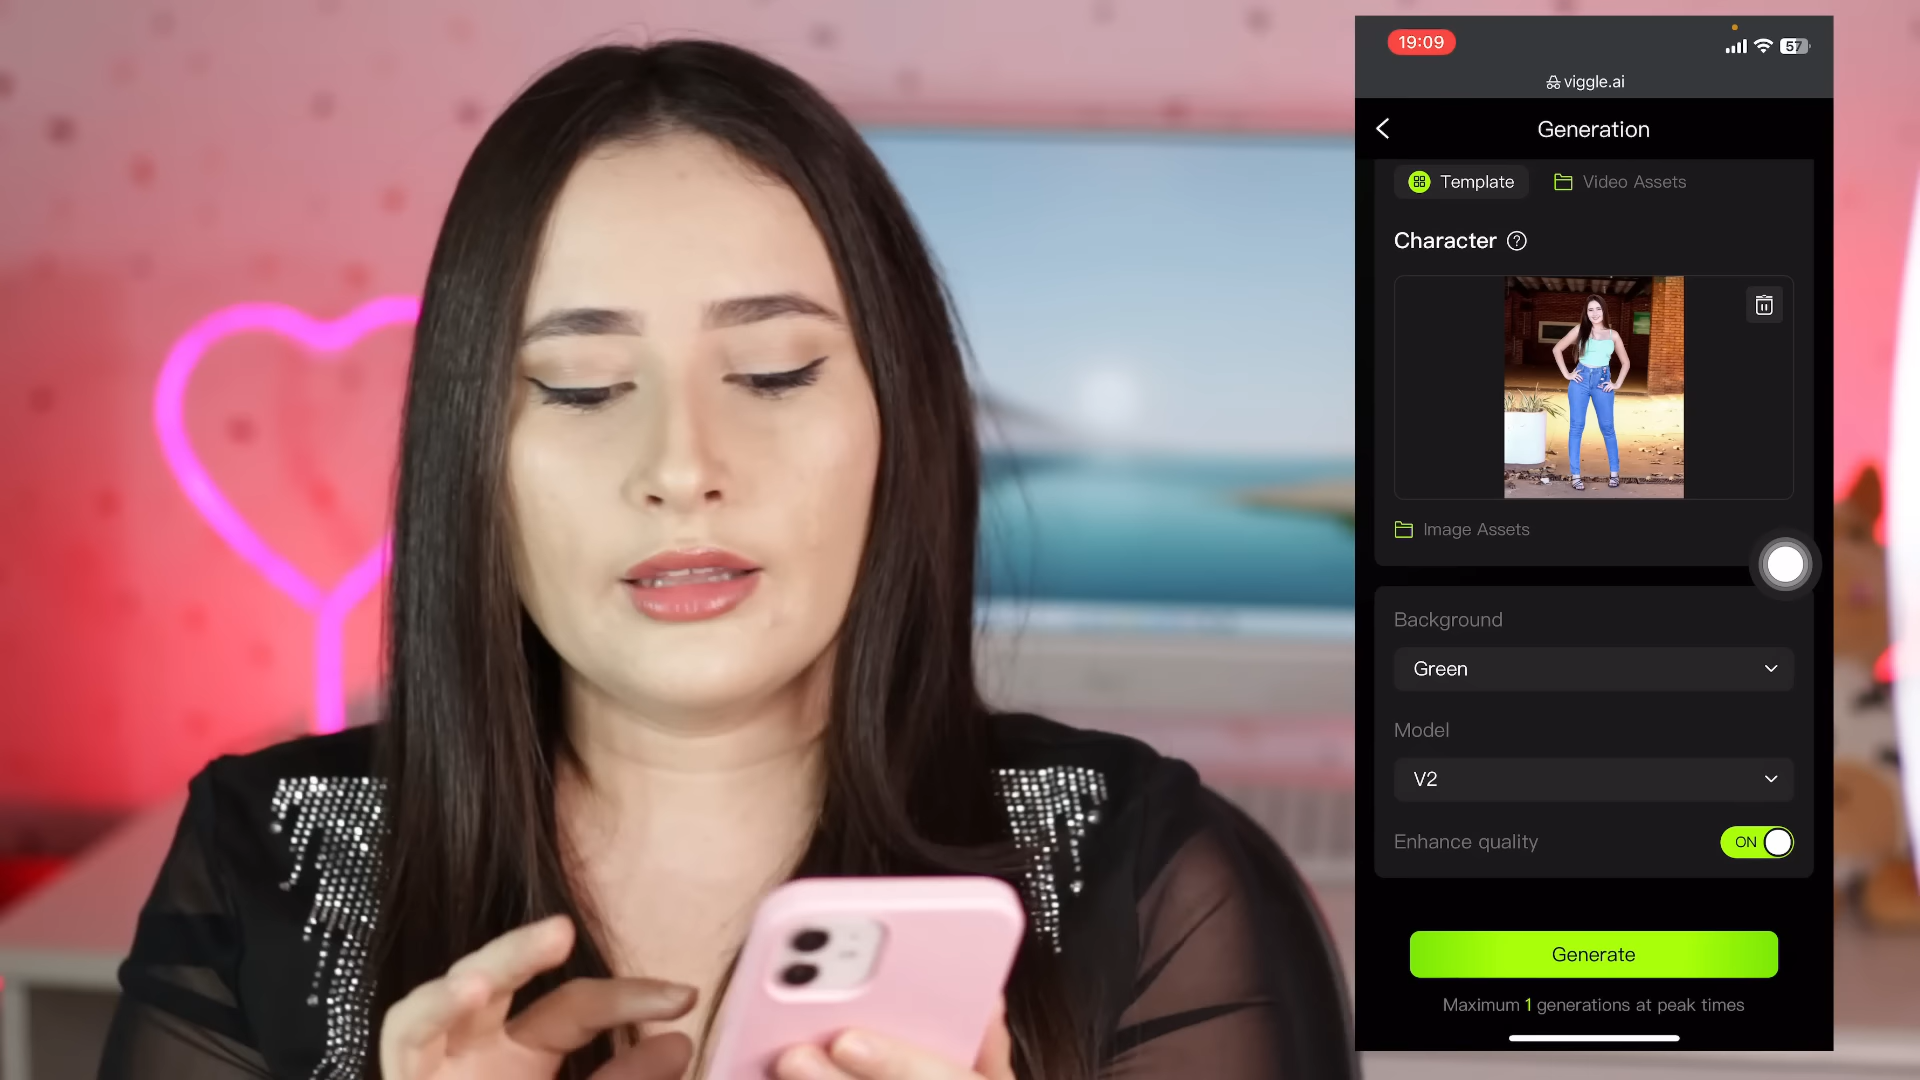 19:09
57
viggle.ai
Generation
Template
Video Assets
Character ?
Image Assets
Background
Green
Model
V2
Enhance quality
ON
Generate
Maximum 1 generations at peak times